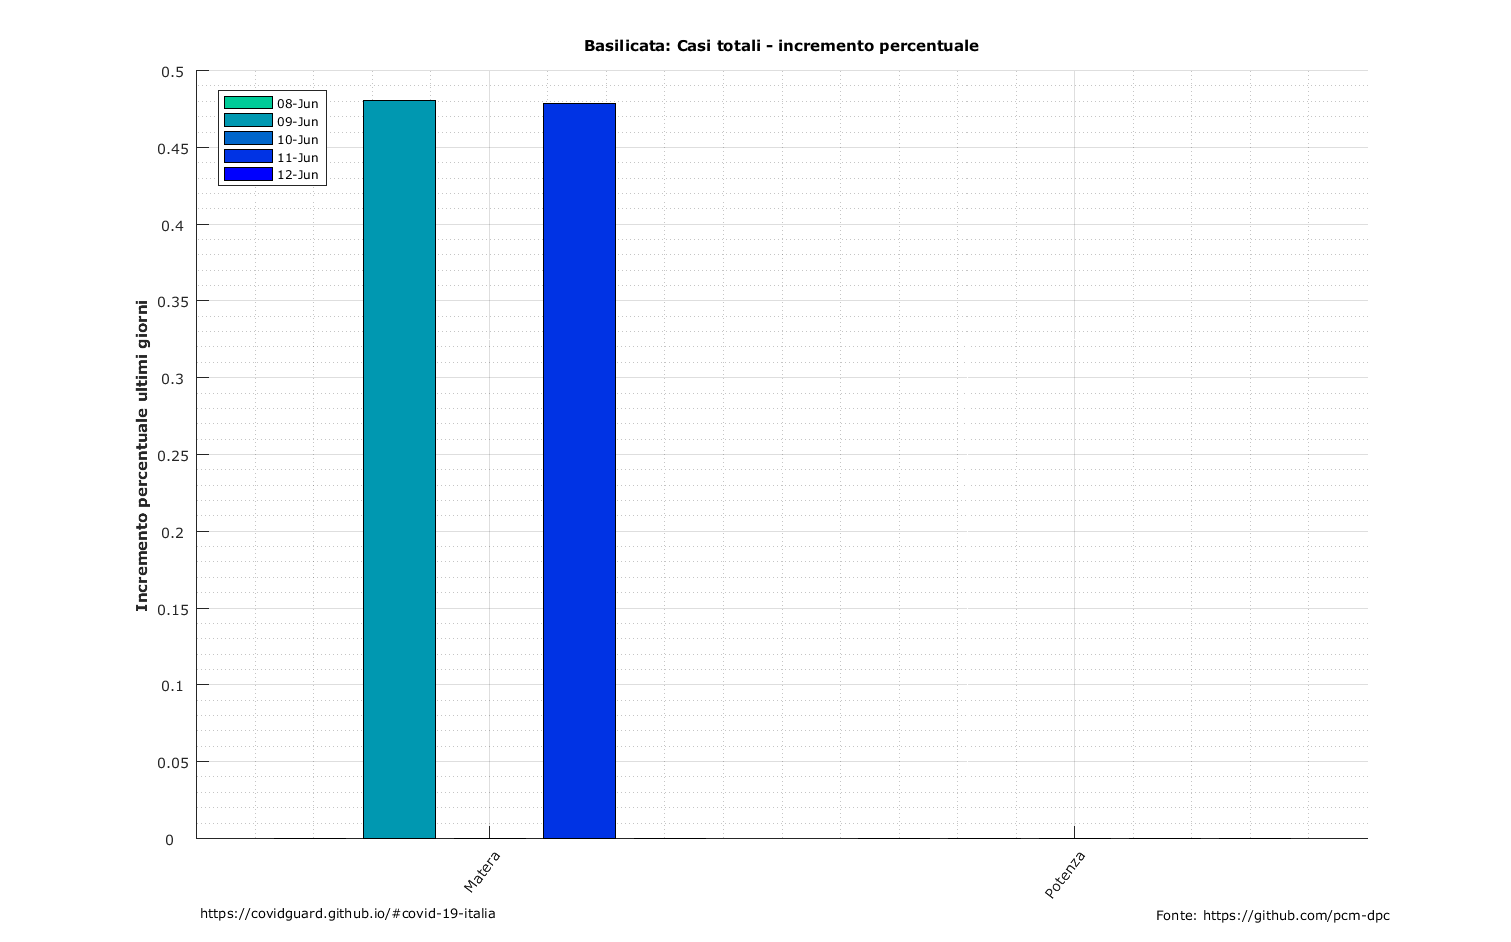 Basilicata: Casi totali - incremento percentuale
0.5
0.45
0.4
0.35
0.3
0.25
0.2
0.15
0.1
0.05
0
Incremento percentuale ultimi giorni
08-Jun
09-Jun
10-Jun
11-Jun
12-Jun
Matera
Potenza
https://covidguard.github.io/#covid-19-italia
Fonte: https://github.com/pcm-dpc